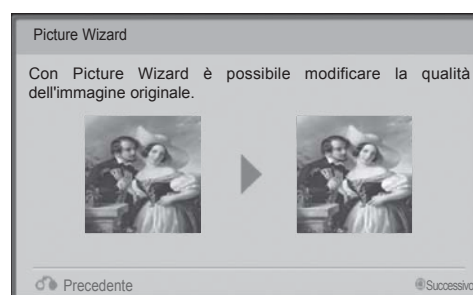 Picture Wizard
Con Picture Wizard è possibile modificare la qualità
dell'immagine originale.
Precedente
Successivo